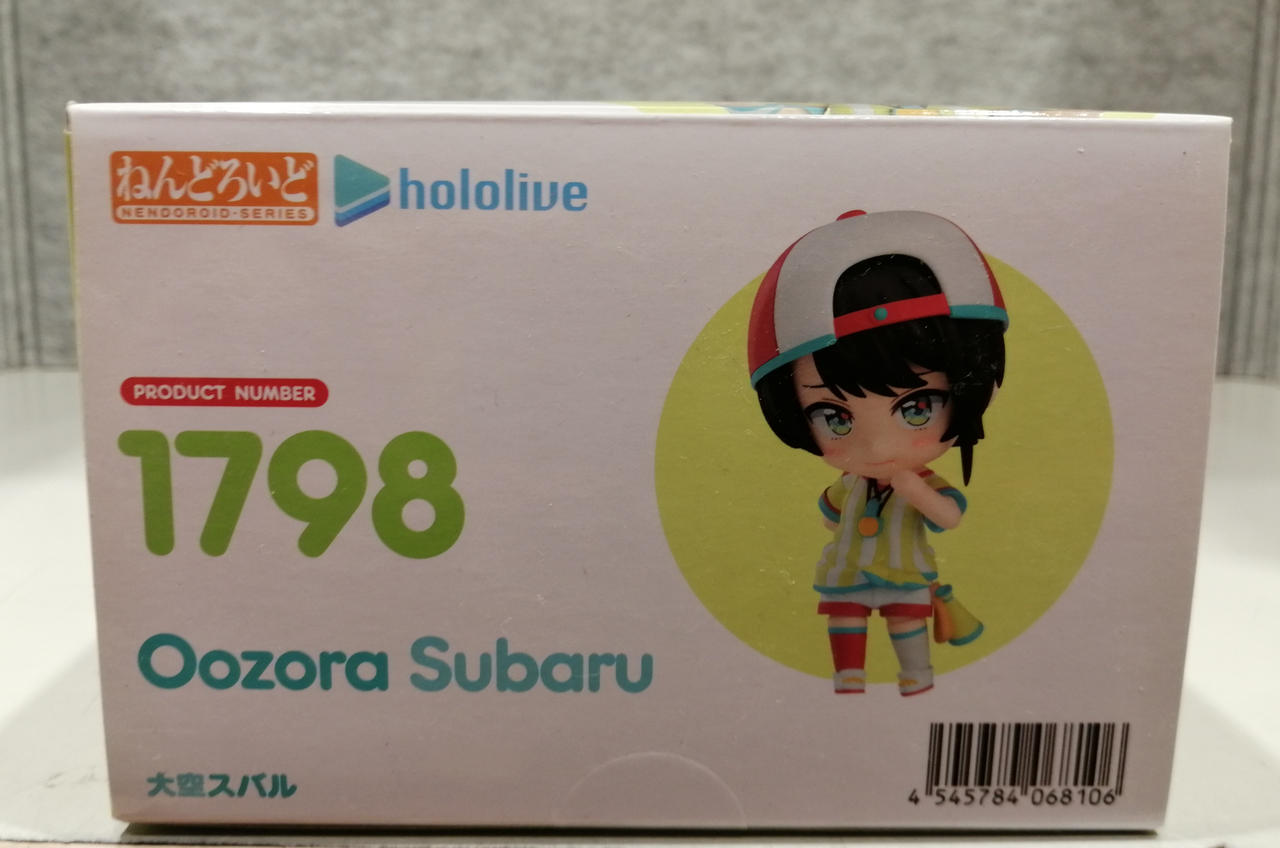 ねんどろいど
NENDOROID-SERIES
hololive
PRODUCT NUMBER
1798
Oozora Subaru
大空スバル
4 545784 068106